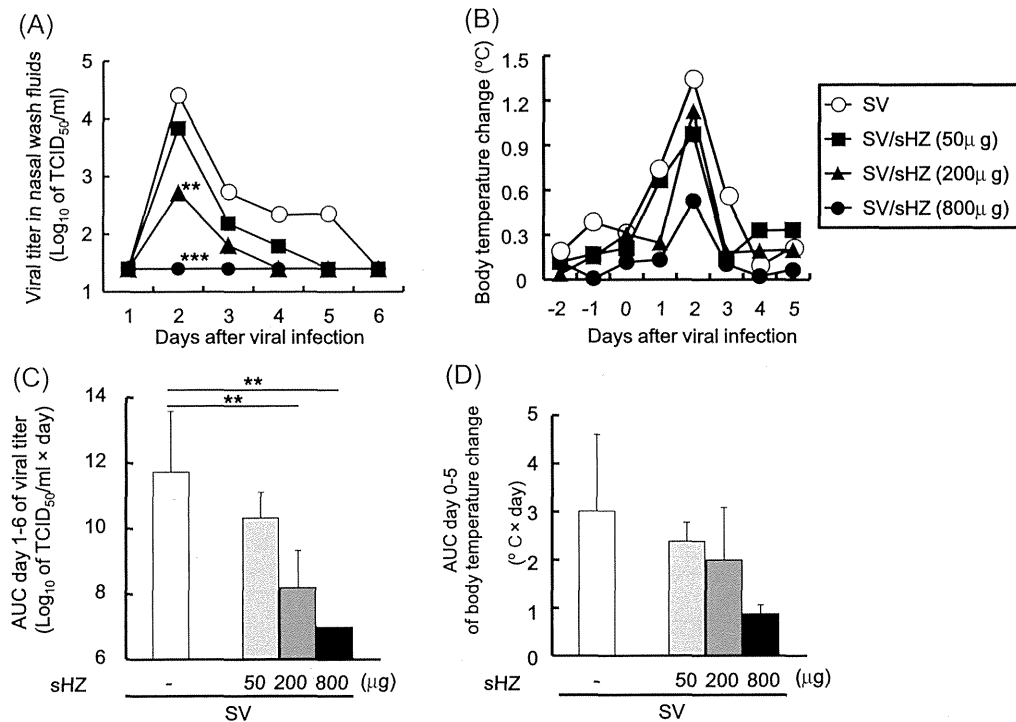 (A)
Viral titer in nasal wash fluids
(Log10 of TCID50/ml)
5
4
3
2
1
**
***
1 2 3 4 5 6
Days after viral infection
(B)
Body temperature change (ºC)
1.5
1.2
0.9
0.6
0.3
0
-2 -1 0 1 2 3 4 5
Days after viral infection
SV
SV/sHZ (50μ g)
SV/sHZ (200μ g)
SV/sHZ (800μ g)
(C)
AUC day 1-6 of viral titer
(Log10 of TCID50/ml × day)
14
12
10
8
6
**
**
sHZ - 50 200 800 (μg)
SV
(D)
AUC day 0-5
of body temperature change
(º C× day)
5
4
3
2
1
0
sHZ - 50 200 800 (μg)
SV